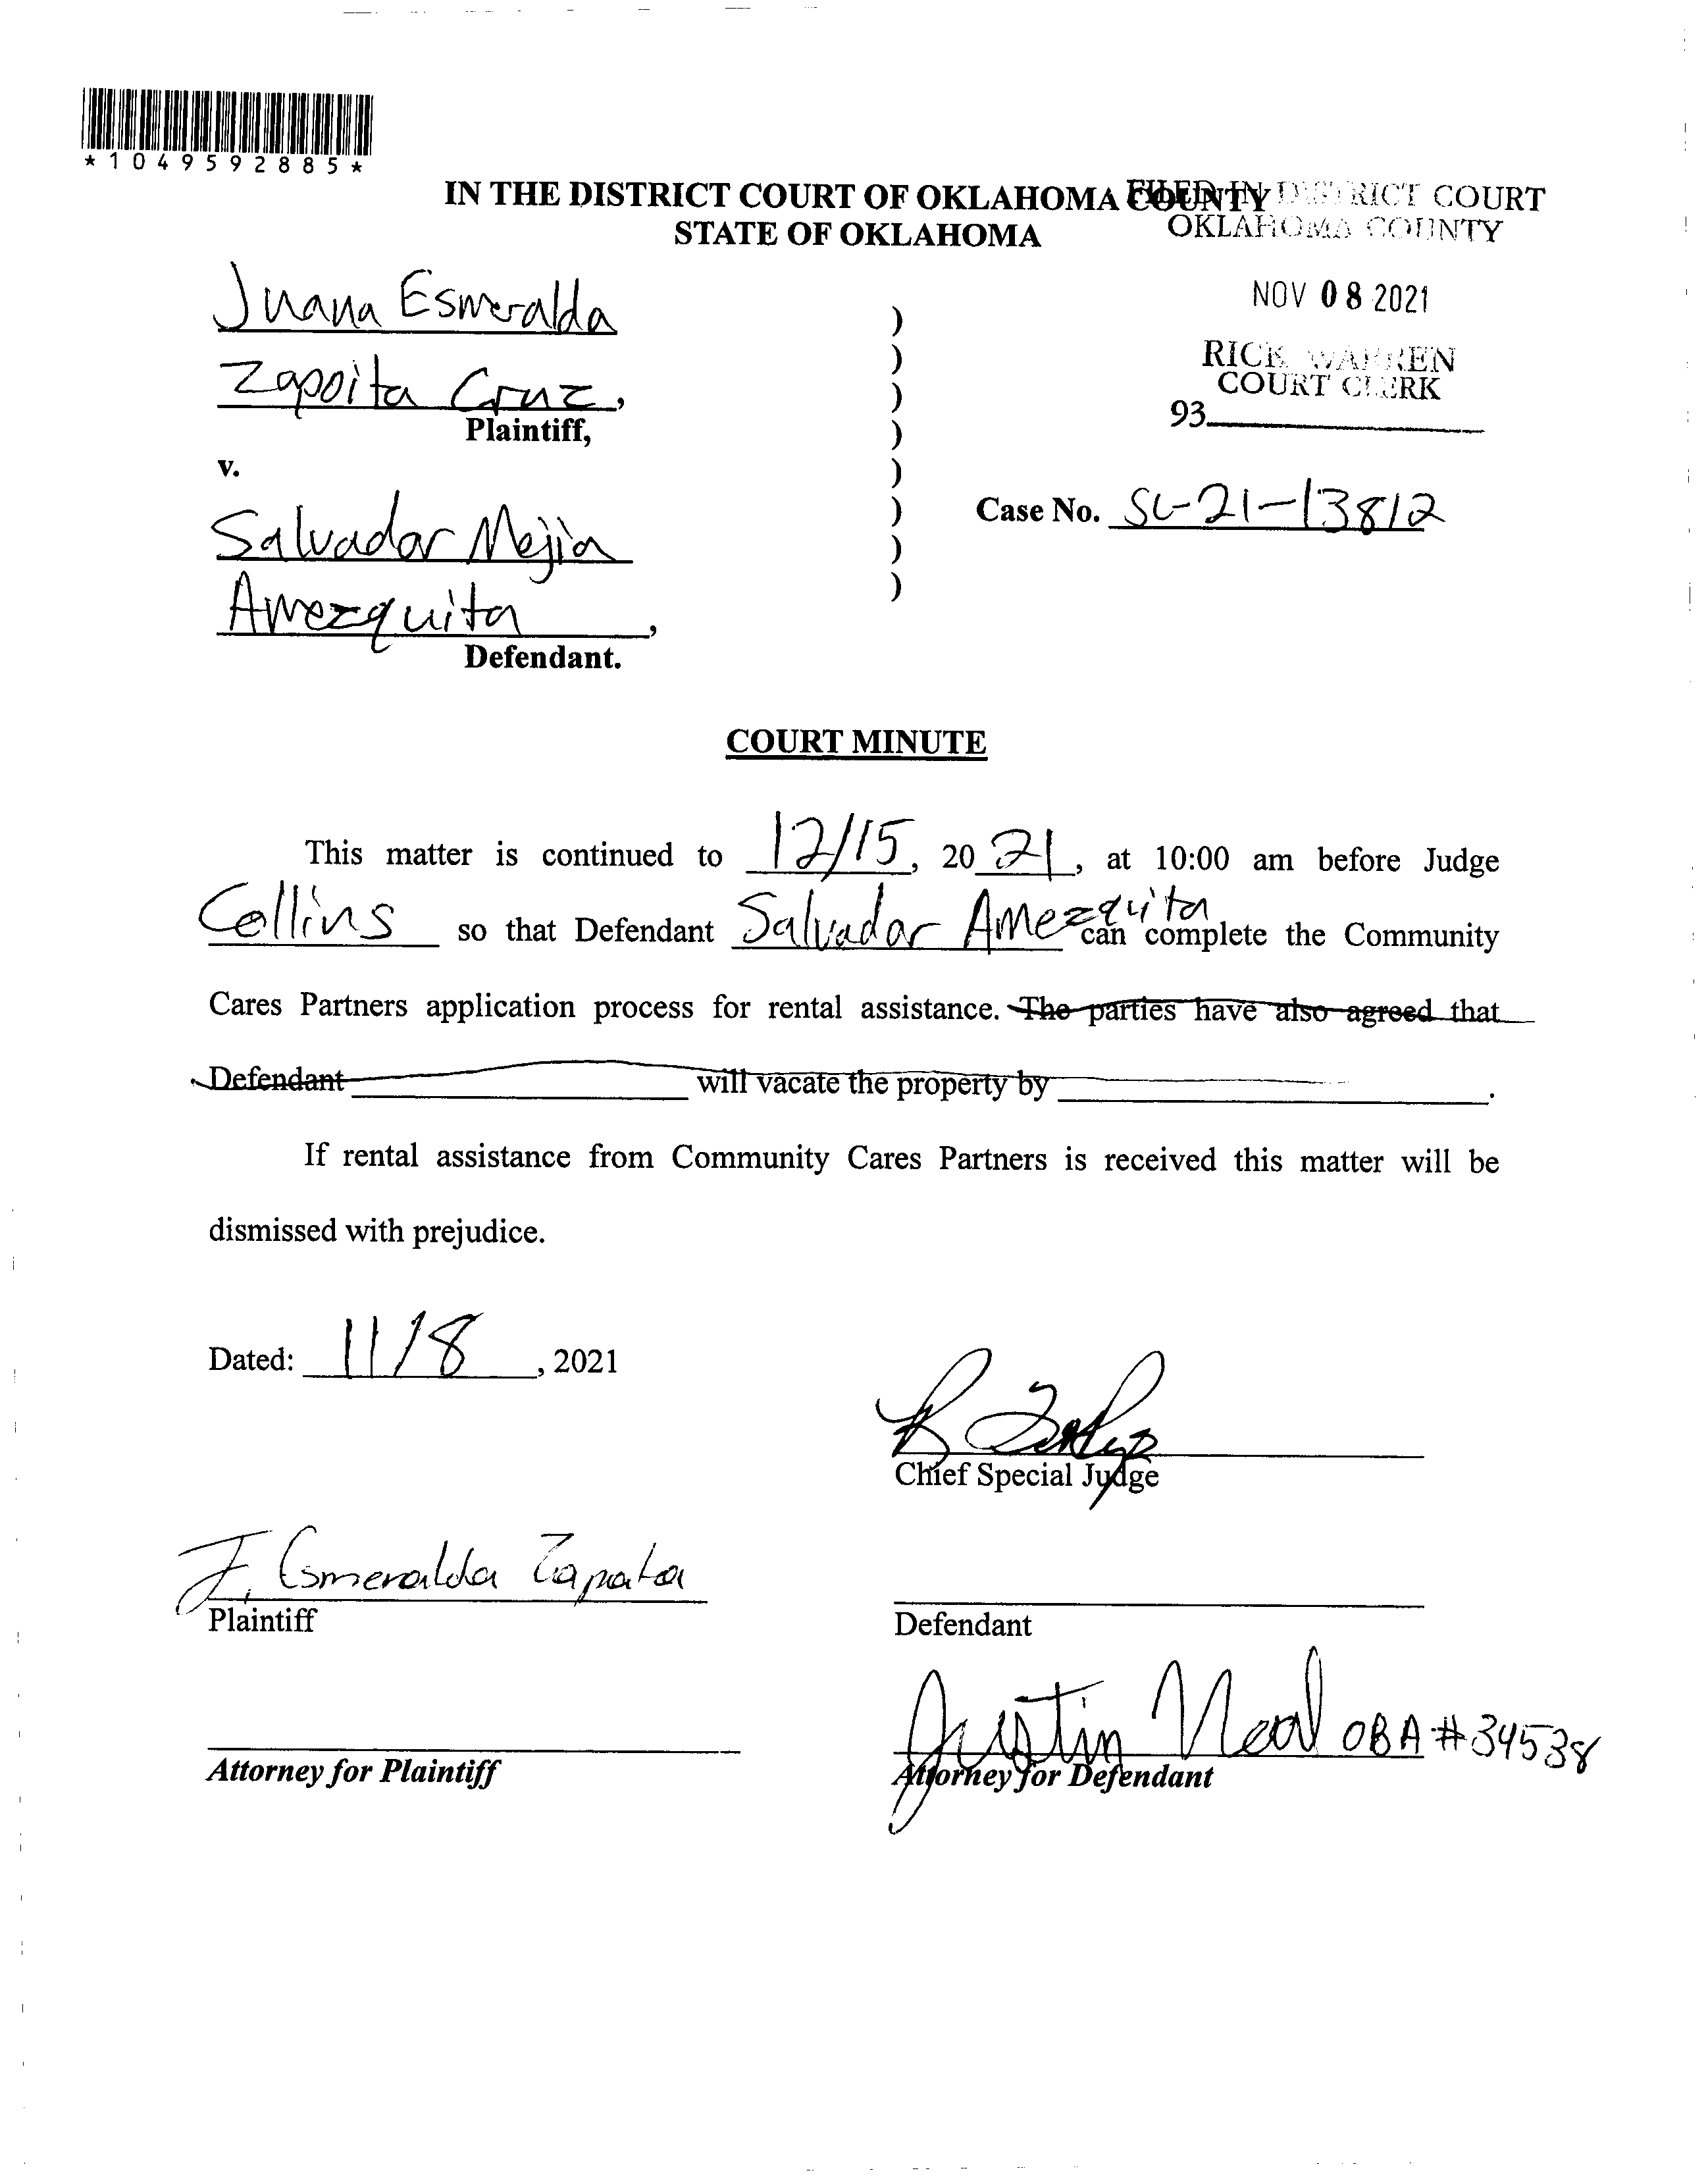 *1049592885*
IN THE DISTRICT COURT OF OKLAHOMA COUNTY
STATE OF OKLAHOMA
FILED IN DISTRICT COURT
OKLAHOMA COUNTY
NOV 08 2021
RICK WARREN
COURT CLERK
93
Juana Esmeralda
Zapoita Cruz,
Plaintiff,
v.
Salvador Mejia
Amezquita,
Defendant.
)
)
)
)
)
)
)
)
Case No. SC-21-13812
COURT MINUTE
This matter is continued to 12/15, 2021, at 10:00 am before Judge
Collins so that Defendant Salvador Amezquita can complete the Community
Cares Partners application process for rental assistance. The parties have also agreed that
Defendant will vacate the property by .
If rental assistance from Community Cares Partners is received this matter will be
dismissed with prejudice.
Dated: 11/8, 2021
Chief Special Judge
J. Esmeralda Zapata
Plaintiff
Defendant
Justin Neal OBA #34538
Attorney for Plaintiff
Attorney for Defendant